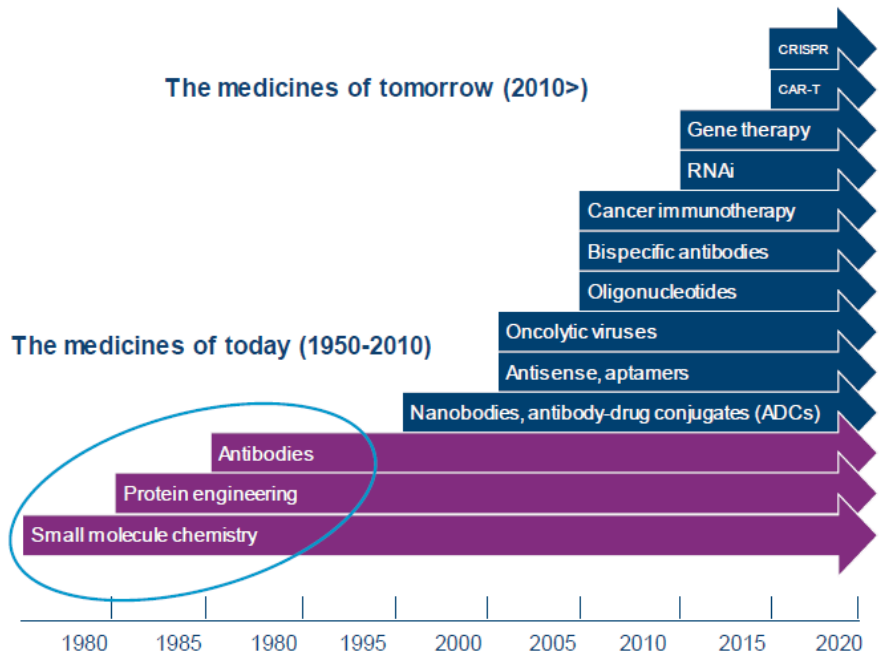 CRISPR
The medicines of tomorrow (2010>)
CAR-T
Gene therapy
RNAi
Cancer immunotherapy
Bispecific antibodies
Oligonucleotides
Oncolytic viruses
The medicines of today (1950-2010)
Antisense, aptamers
Nanobodies, antibody-drug conjugates (ADCs)
Antibodies
Protein engineering
Small molecule chemistry
1980 1985 1980 1995 2000 2005 2010 2015 2020